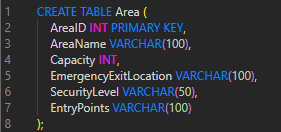 1 CREATE TABLE Area (
2     AreaID INT PRIMARY KEY,
3     AreaName VARCHAR(100),
4     Capacity INT,
5     EmergencyExitLocation VARCHAR(100),
6     SecurityLevel VARCHAR(50),
7     EntryPoints VARCHAR(100)
8 );